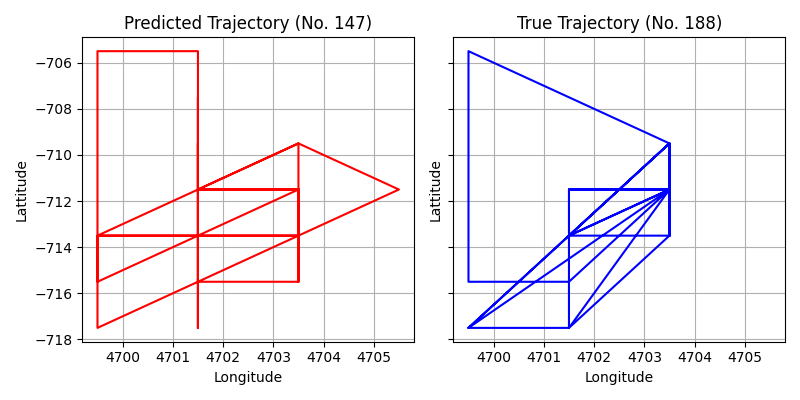 Predicted Trajectory (No. 147)
True Trajectory (No. 188)
Lattitude
−706
−708
−710
−712
−714
−716
−718
4700 4701 4702 4703 4704 4705
Longitude
Lattitude
4700 4701 4702 4703 4704 4705
Longitude